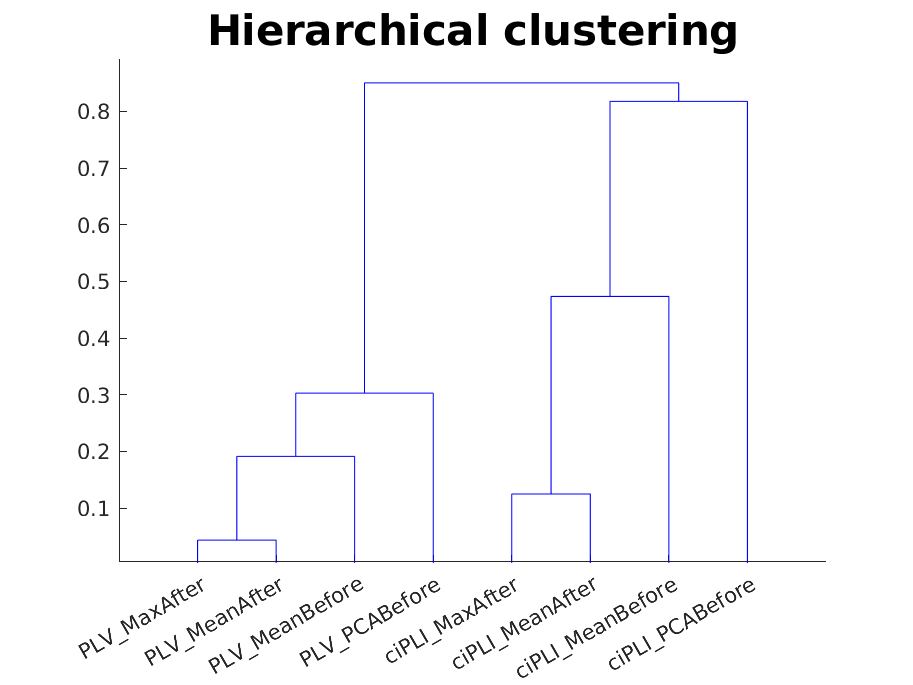 Hierarchical clustering
0.8
0.7
0.6
0.5
0.4
0.3
0.2
0.1
PLV_MaxAfter
PLV_MeanAfter
PLV_MeanBefore
PLV_PCABefore
ciPLI_MaxAfter
ciPLI_MeanAfter
ciPLI_MeanBefore
ciPLI_PCABefore